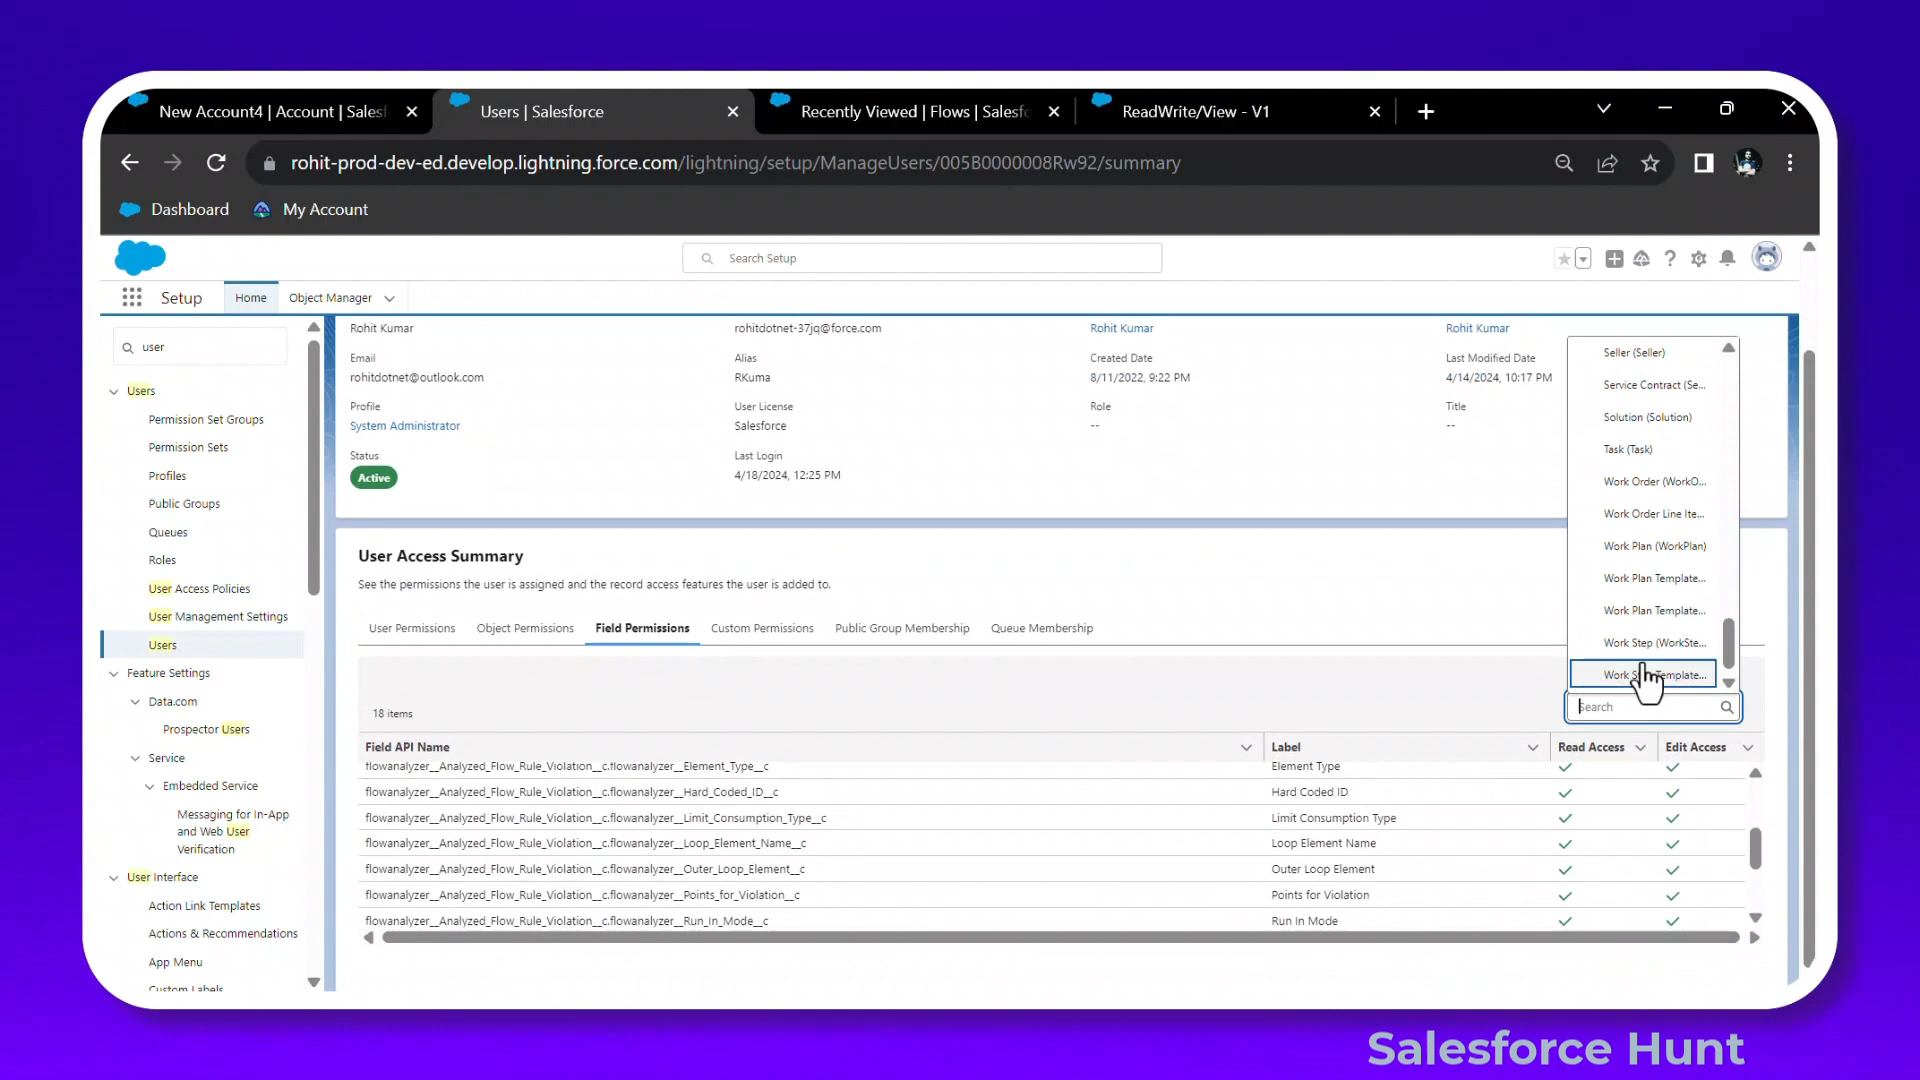 New Account4 | Account | Salesf
Users | Salesforce
Recently Viewed | Flows | Salesfo
ReadWrite/View - V1
rohit-prod-dev-ed.develop.lightning.force.com/lightning/setup/ManageUsers/005B0000008Rw92/summary
Dashboard
My Account
Search Setup
Setup
Home
Object Manager
user
Users
Permission Set Groups
Permission Sets
Profiles
Public Groups
Queues
Roles
User Access Policies
User Management Settings
Users
Feature Settings
Data.com
Prospector Users
Service
Embedded Service
Messaging for In-App
and Web User
Verification
User Interface
Action Link Templates
Actions & Recommendations
App Menu
Custom Labels
Rohit Kumar
rohitdotnet-37jq@force.com
Rohit Kumar
Rohit Kumar
Email
Alias
Created Date
Last Modified Date
rohitdotnet@outlook.com
RKuma
8/11/2022, 9:22 PM
4/14/2024, 10:17 PM
Profile
User License
Role
Title
System Administrator
Salesforce
--
--
Status
Last Login
Active
4/18/2024, 12:25 PM
User Access Summary
See the permissions the user is assigned and the record access features the user is added to.
User Permissions
Object Permissions
Field Permissions
Custom Permissions
Public Group Membership
Queue Membership
Seller (Seller)
Service Contract (Se...
Solution (Solution)
Task (Task)
Work Order (WorkO...
Work Order Line Ite...
Work Plan (WorkPlan)
Work Plan Template...
Work Plan Template...
Work Step (WorkSte...
Work Template...
Search
18 items
Field API Name
Label
Read Access
Edit Access
flowanalyzer__Analyzed_Flow_Rule_Violation__c.flowanalyzer__Element_Type__c
Element Type
flowanalyzer__Analyzed_Flow_Rule_Violation__c.flowanalyzer__Hard_Coded_ID__c
Hard Coded ID
flowanalyzer__Analyzed_Flow_Rule_Violation__c.flowanalyzer__Limit_Consumption_Type__c
Limit Consumption Type
flowanalyzer__Analyzed_Flow_Rule_Violation__c.flowanalyzer__Loop_Element_Name__c
Loop Element Name
flowanalyzer__Analyzed_Flow_Rule_Violation__c.flowanalyzer__Outer_Loop_Element__c
Outer Loop Element
flowanalyzer__Analyzed_Flow_Rule_Violation__c.flowanalyzer__Points_for_Violation__c
Points for Violation
flowanalyzer__Analyzed_Flow_Rule_Violation__c.flowanalyzer__Run_In_Mode__c
Run In Mode
Salesforce Hunt